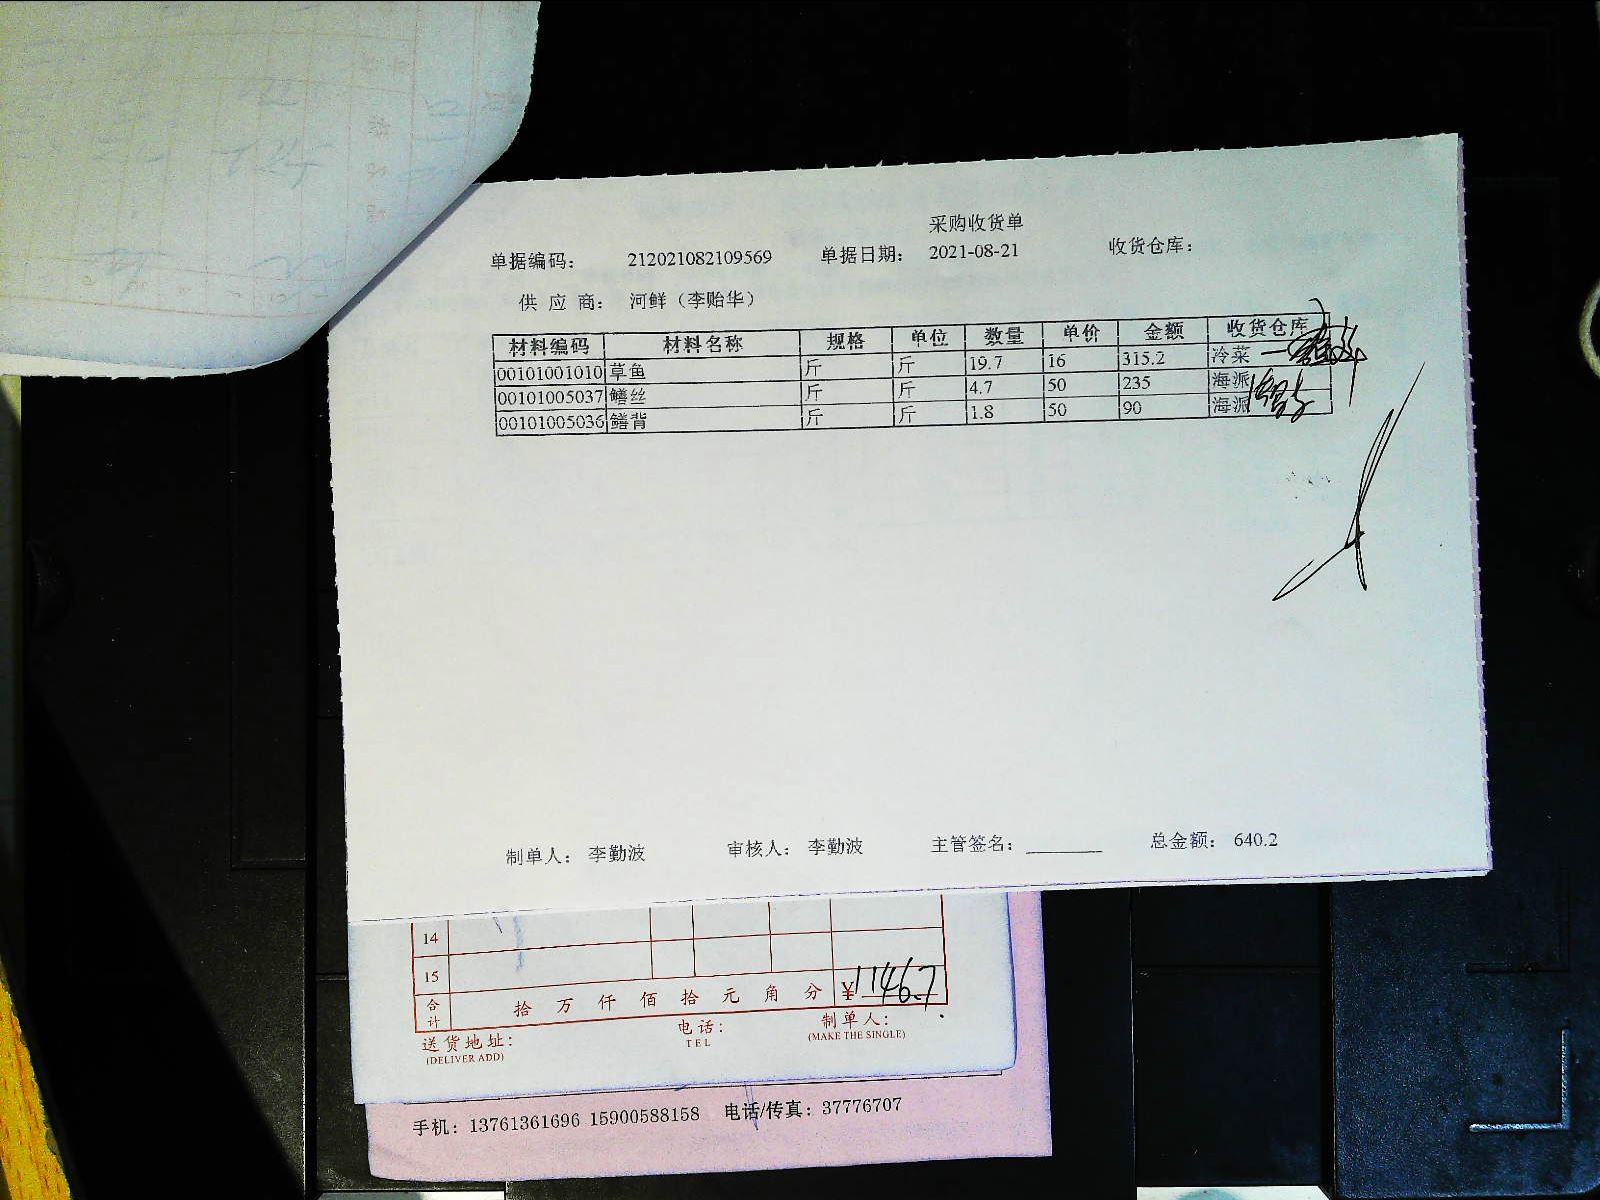 采购收货单
单据编码： 212021082109569 单据日期： 2021-08-21 收货仓库：
供 应 商： 河鲜（李贻华）
材料编码 材料名称 规格 单位 数量 单价 金额 收货仓库
00101001010 草鱼 斤 斤 19.7 16 315.2 冷菜
00101005037 鳝丝 斤 斤 4.7 50 235 海派
00101005036 鳝背 斤 斤 1.8 50 90 海派
制单人： 李勤波 审核人： 李勤波 主管签名： 总金额： 640.2
14
15
合计 拾 万 仟 佰 拾 元 角 分 ¥ 1146.7
送货地址： 电话： 制单人：
(DELIVER ADD) TEL (MAKE THE SINGLE)
手机：13761361696 15900588158 电话/传真：37776707